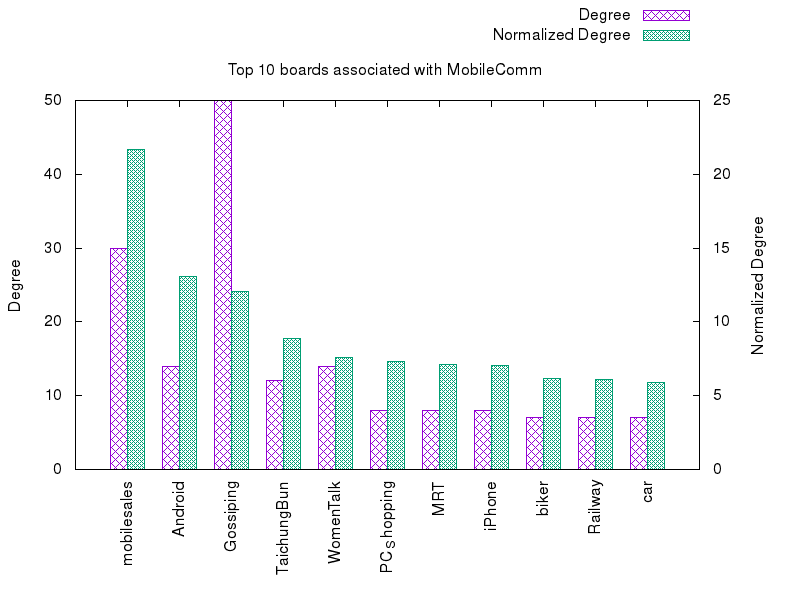 Degree
Normalized Degree
Top 10 boards associated with MobileComm
50
40
30
20
10
0
25
20
15
10
5
0
Degree
Normalized Degree
mobilesales
Android
Gossiping
TaichungBun
WomenTalk
PCShopping
MRT
iPhone
biker
Railway
car